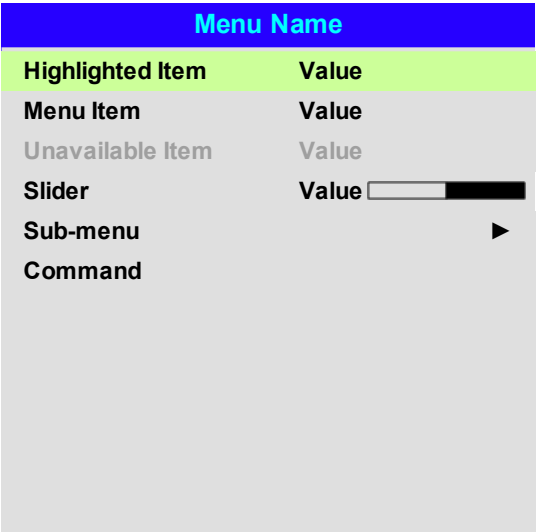 Menu Name
Highlighted Item Value
Menu Item Value
Unavailable Item Value
Slider Value
Sub-menu ►
Command